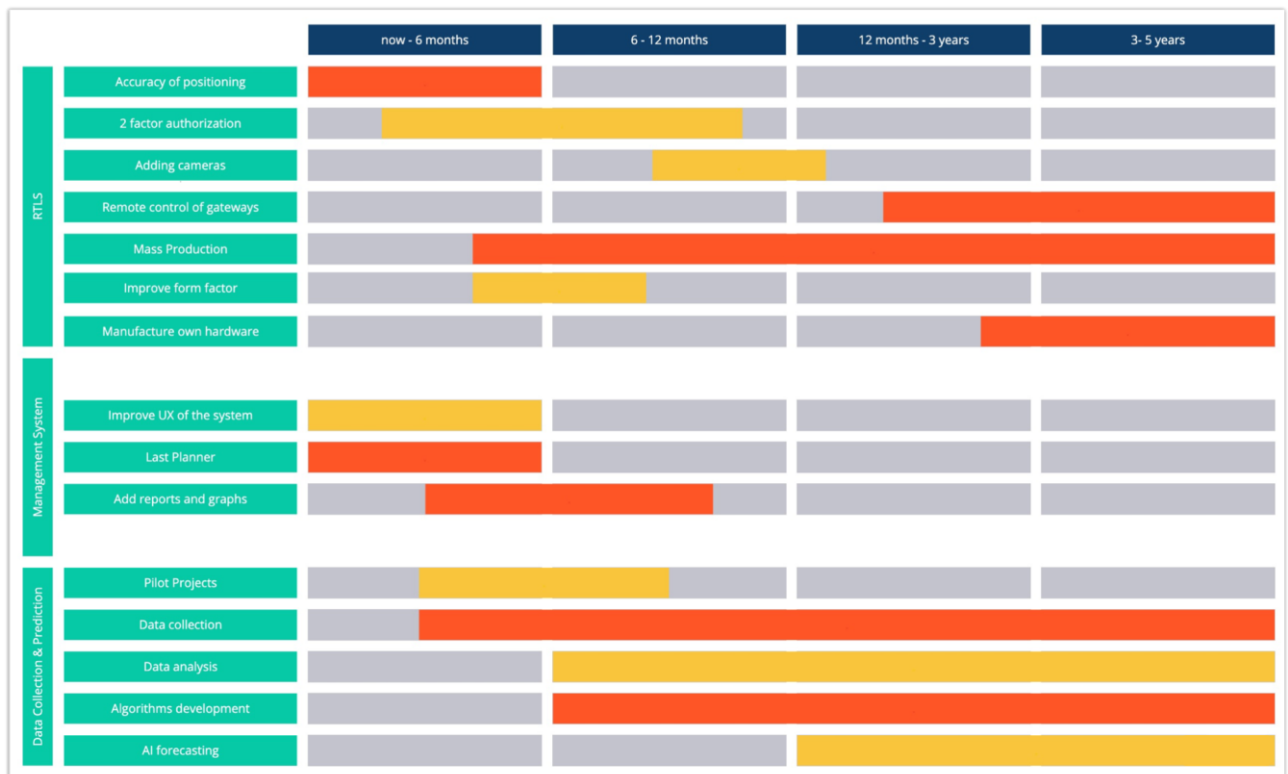 now - 6 months
6 - 12 months
12 months - 3 years
3- 5 years
RTLS
Accuracy of positioning
2 factor authorization
Adding cameras
Remote control of gateways
Mass Production
Improve form factor
Manufacture own hardware
Management System
Improve UX of the system
Last Planner
Add reports and graphs
Data Collection & Prediction
Pilot Projects
Data collection
Data analysis
Algorithms development
AI forecasting